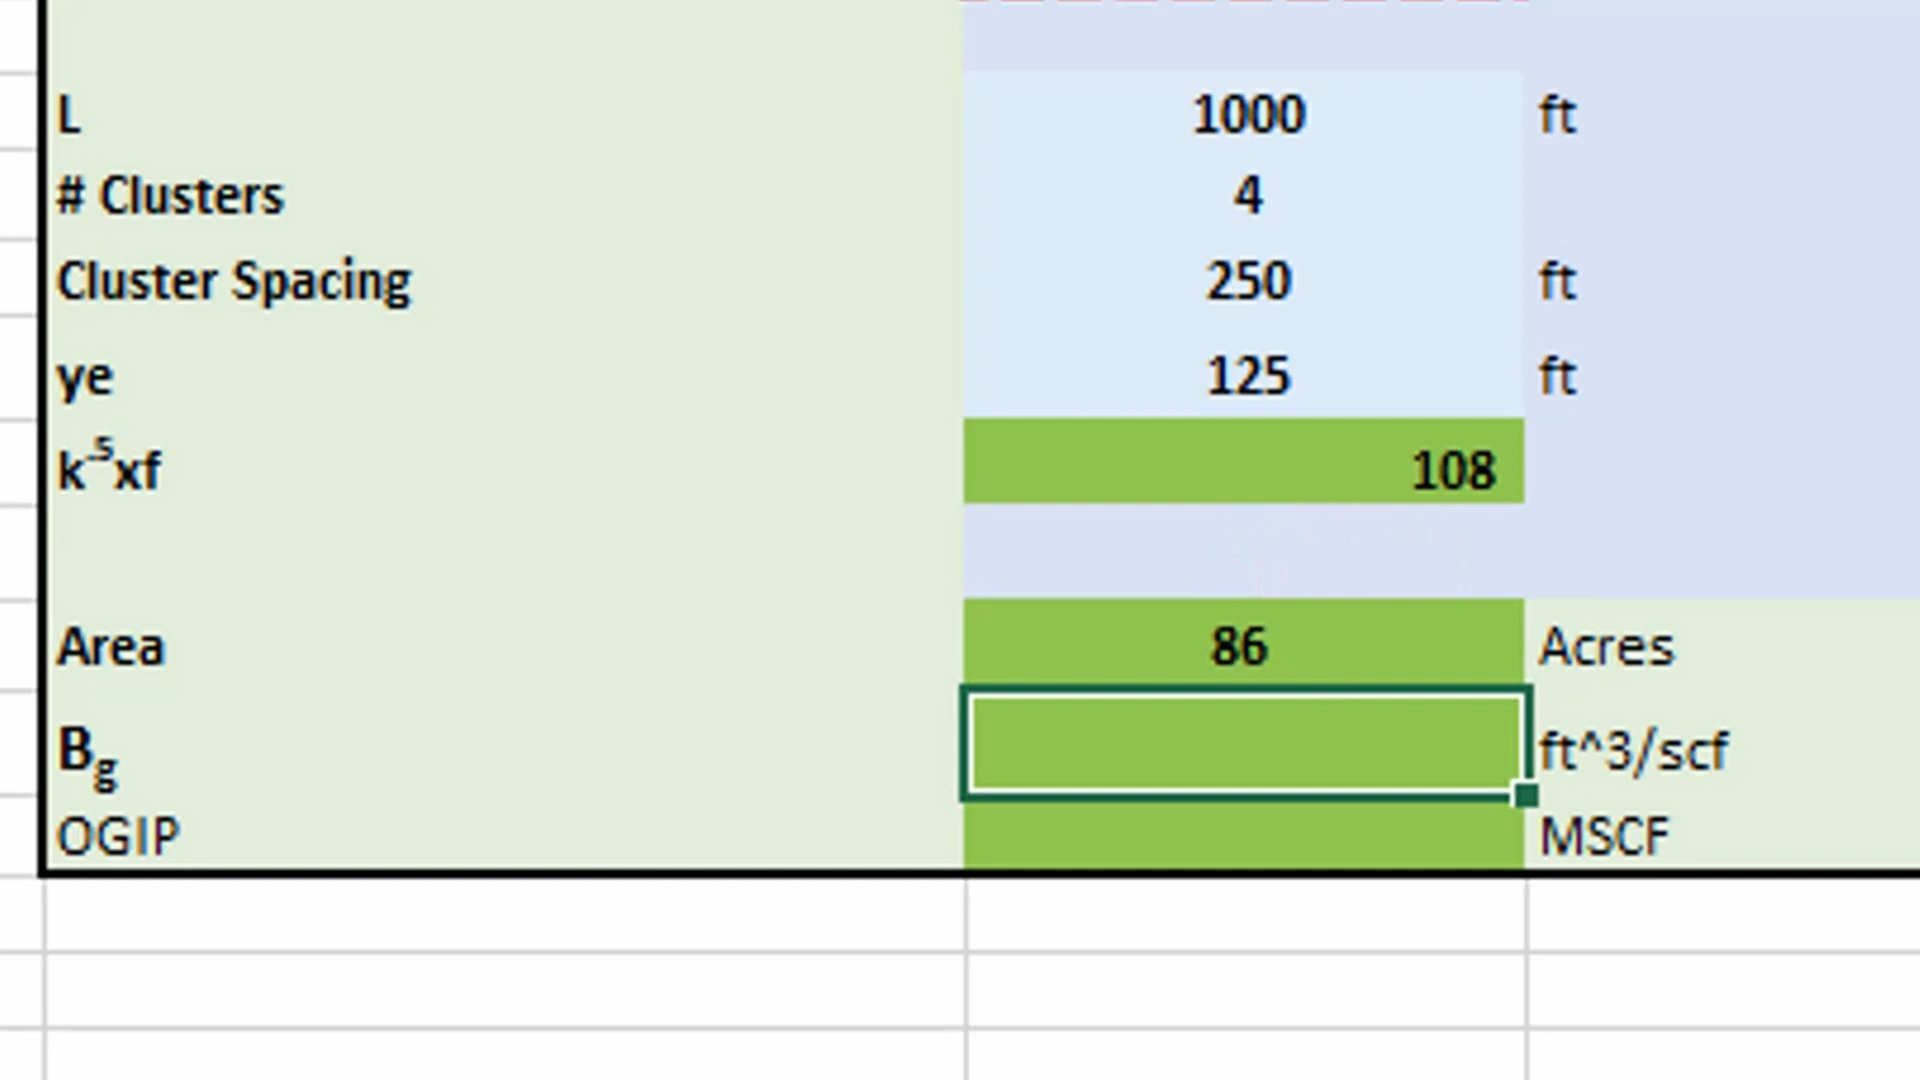 L 1000 ft
# Clusters 4
Cluster Spacing 250 ft
ye 125 ft
k^.5xf 108
Area 86 Acres
Bg ft^3/scf
OGIP MSCF